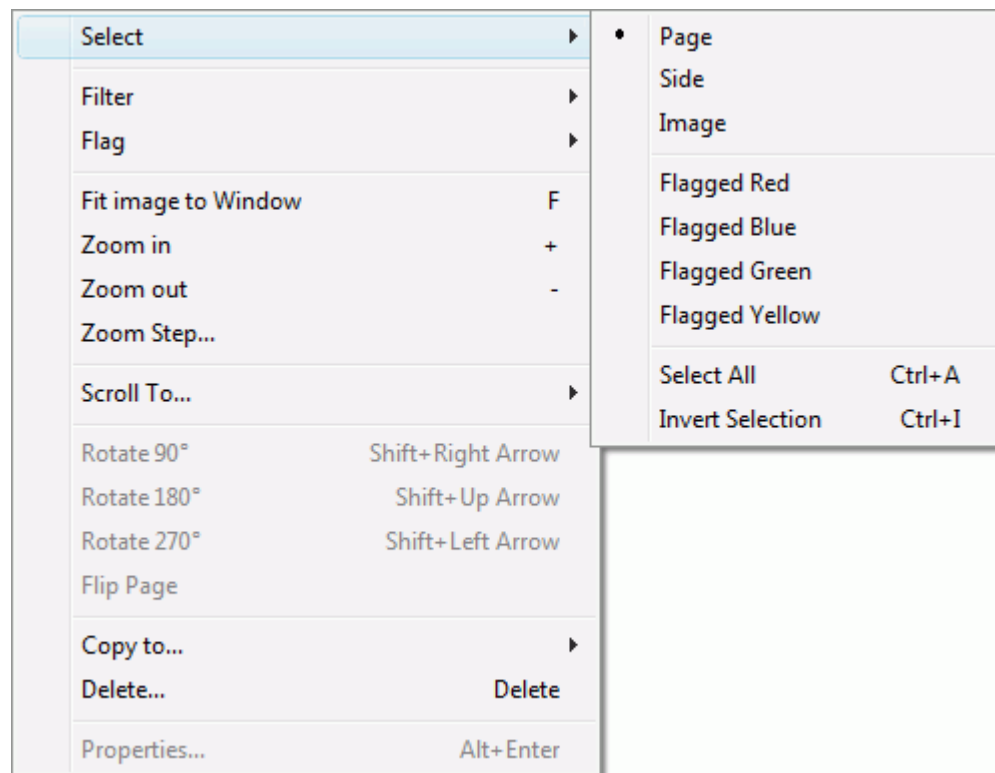 Select
Filter
Flag
Fit image to Window F
Zoom in +
Zoom out -
Zoom Step...
Scroll To...
Rotate 90° Shift+Right Arrow
Rotate 180° Shift+Up Arrow
Rotate 270° Shift+Left Arrow
Flip Page
Copy to...
Delete... Delete
Properties... Alt+Enter
Page
Side
Image
Flagged Red
Flagged Blue
Flagged Green
Flagged Yellow
Select All Ctrl+A
Invert Selection Ctrl+I